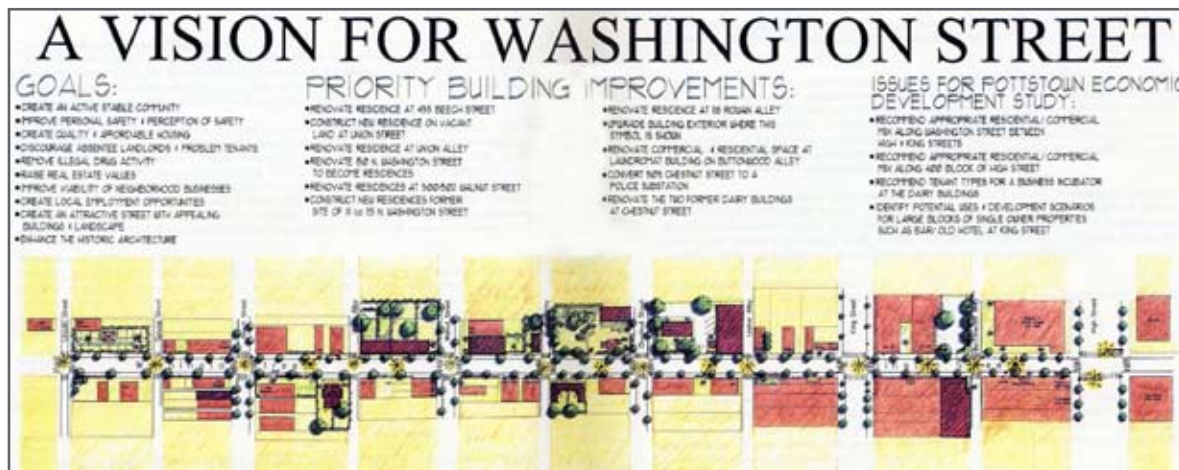 A VISION FOR WASHINGTON STREET
GOALS:
•CREATE AN ACTIVE STABLE COMMUNITY
•IMPROVE PERSONAL SAFETY & PERCEPTION OF SAFETY
•CREATE QUALITY & AFFORDABLE HOUSING
•DISCOURAGE ABSENTEE LANDLORDS & PROBLEM TENANTS
•REMOVE ILLEGAL DRUG ACTIVITY
•RAISE REAL ESTATE VALUES
•IMPROVE VIABILITY OF NEIGHBORHOOD BUSINESSES
•CREATE LOCAL EMPLOYMENT OPPORTUNITIES
•CREATE AN ATTRACTIVE STREET WITH APPEALING
BUILDINGS & LANDSCAPE
•ENHANCE THE HISTORIC ARCHITECTURE
PRIORITY BUILDING IMPROVEMENTS:
•RENOVATE RESIDENCE AT BEECH STREET
•CONSTRUCT NEW RESIDENCE ON VACANT
LAND AT UNION STREET
•RENOVATE RESIDENCE AT UNION ALLEY
•RENOVATE N. WASHINGTON STREET
TO BECOME RESIDENCES
•RENOVATE RESIDENCES AT WALNUT STREET
•CONSTRUCT NEW RESIDENCES FORMER
SITE OF 11 to 15 N. WASHINGTON STREET
•RENOVATE RESIDENCE AT ROWAN ALLEY
•UPGRADE BUILDING EXTERIOR WHERE THIS
SYMBOL IS SHOWN
•RENOVATE COMMERCIAL & RESIDENTIAL SPACE AT
LAUNDROMAT BUILDING ON BUTTONWOOD ALLEY
•CONVERT CHESTNUT STREET TO A
POLICE SUBSTATION
•RENOVATE THE TWO FORMER DAIRY BUILDINGS
AT CHESTNUT STREET
ISSUES FOR POTTSTOWN ECONOMIC
DEVELOPMENT STUDY:
•RECOMMEND APPROPRIATE RESIDENTIAL/ COMMERCIAL
MIX ALONG WASHINGTON STREET BETWEEN
HIGH & KING STREETS
•RECOMMEND APPROPRIATE RESIDENTIAL/ COMMERCIAL
MIX ALONG 400 BLOCK OF HIGH STREET
•RECOMMEND TENANT TYPES FOR A BUSINESS INCUBATOR
AT THE DAIRY BUILDINGS
•IDENTIFY POTENTIAL USES & DEVELOPMENT SCENARIOS
FOR LARGE BLOCKS OF SINGLE OWNER PROPERTIES
SUCH AS BAR/ OLD HOTEL AT KING STREET
King Street
High Street